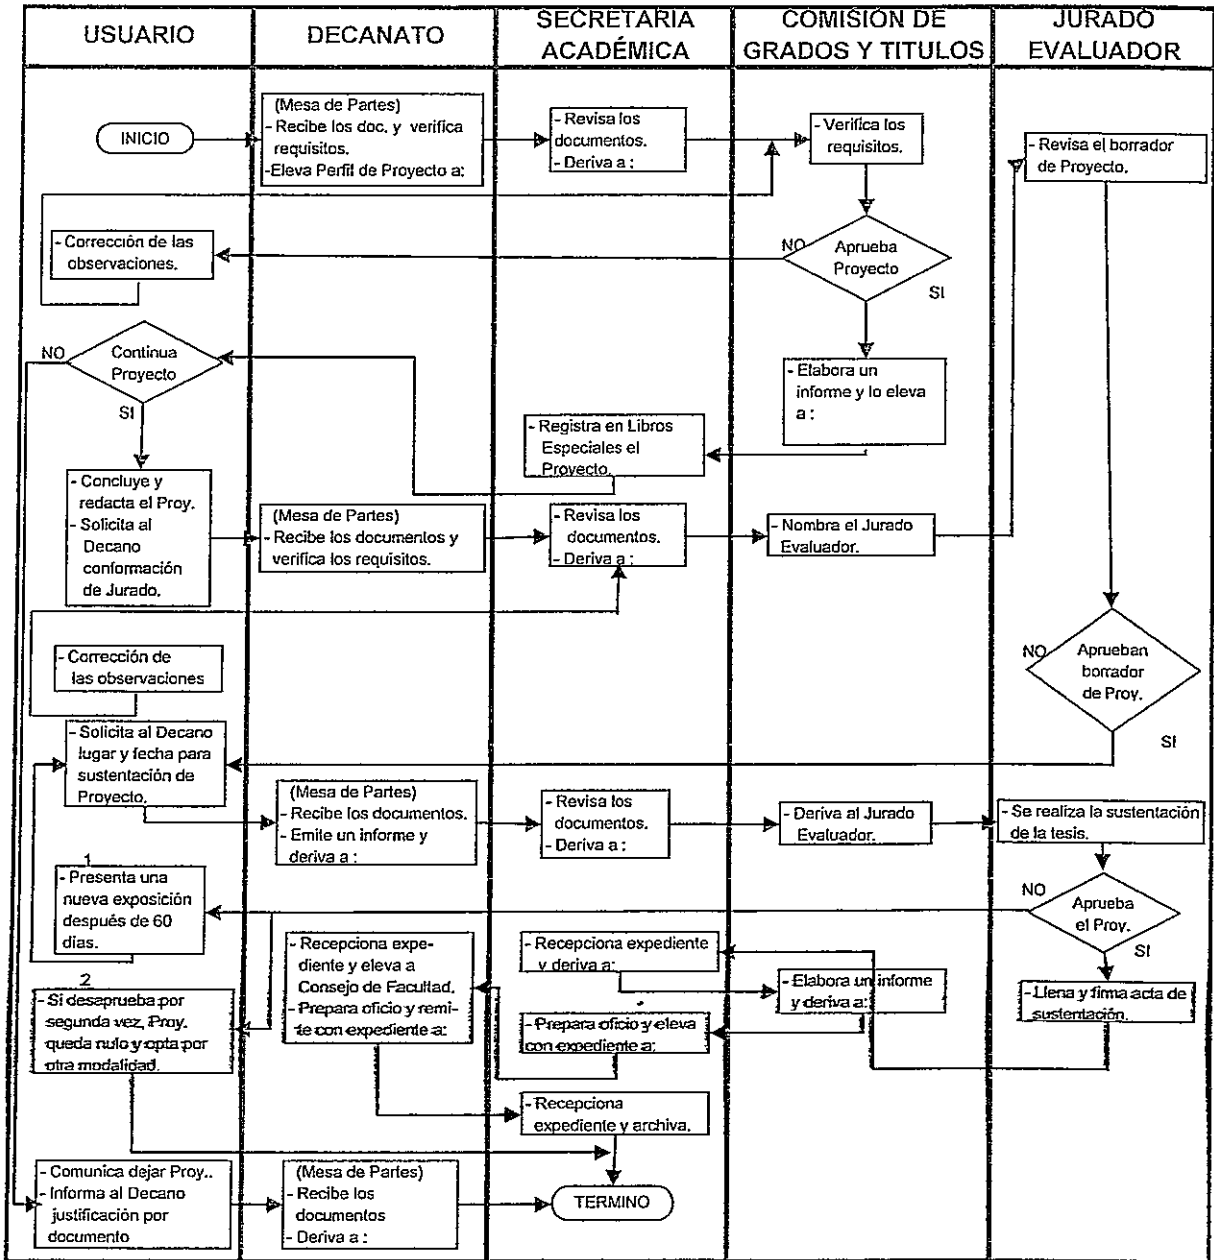 USUARIO
DECANATO
SECRETARIA
ACADÉMICA
COMISIÓN DE
GRADOS Y TITULOS
JURADO
EVALUADOR
INICIO
(Mesa de Partes)
- Recibe los doc. y verifica
requisitos.
-Eleva Perfil de Proyecto a:
- Revisa los
documentos.
- Deriva a :
- Verifica los
requisitos.
- Revisa el borrador
de Proyecto.
- Corrección de las
observaciones.
NO
Aprueba
Proyecto
SI
NO
Continua
Proyecto
SI
- Elabora un
informe y lo eleva
a :
- Registra en Libros
Especiales el
Proyecto.
- Concluye y
redacta el Proy.
- Solicita al
Decano
conformación
de Jurado.
(Mesa de Partes)
- Recibe los documentos y
verifica los requisitos.
- Revisa los
documentos.
- Deriva a :
- Nombra el Jurado
Evaluador.
- Corrección de
las observaciones
NO
Aprueban
borrador
de Proy.
SI
- Solicita al Decano
lugar y fecha para
sustentación de
Proyecto.
(Mesa de Partes)
- Recibe los documentos.
- Emite un informe y
deriva a :
- Revisa los
documentos.
- Deriva a :
- Deriva al Jurado
Evaluador.
- Se realiza la sustentación
de la tesis.
1
- Presenta una
nueva exposición
después de 60
dias.
NO
Aprueba
el Proy.
SI
- Recepciona expe-
diente y eleva a
Consejo de Facultad.
- Prepara oficio y remi-
te con expediente a:
- Recepciona expediente
y deriva a:
- Elabora un informe
y deriva a:
- Llena y firma acta de
sustentación.
2
- Si desaprueba por
segunda vez, Proy.
queda nulo y opta por
otra modalidad.
- Prepara oficio y eleva
con expediente a:
- Recepciona
expediente y archiva.
- Comunica dejar Proy..
- Informa al Decano
justificación por
documento
(Mesa de Partes)
- Recibe los
documentos
- Deriva a :
TERMINO